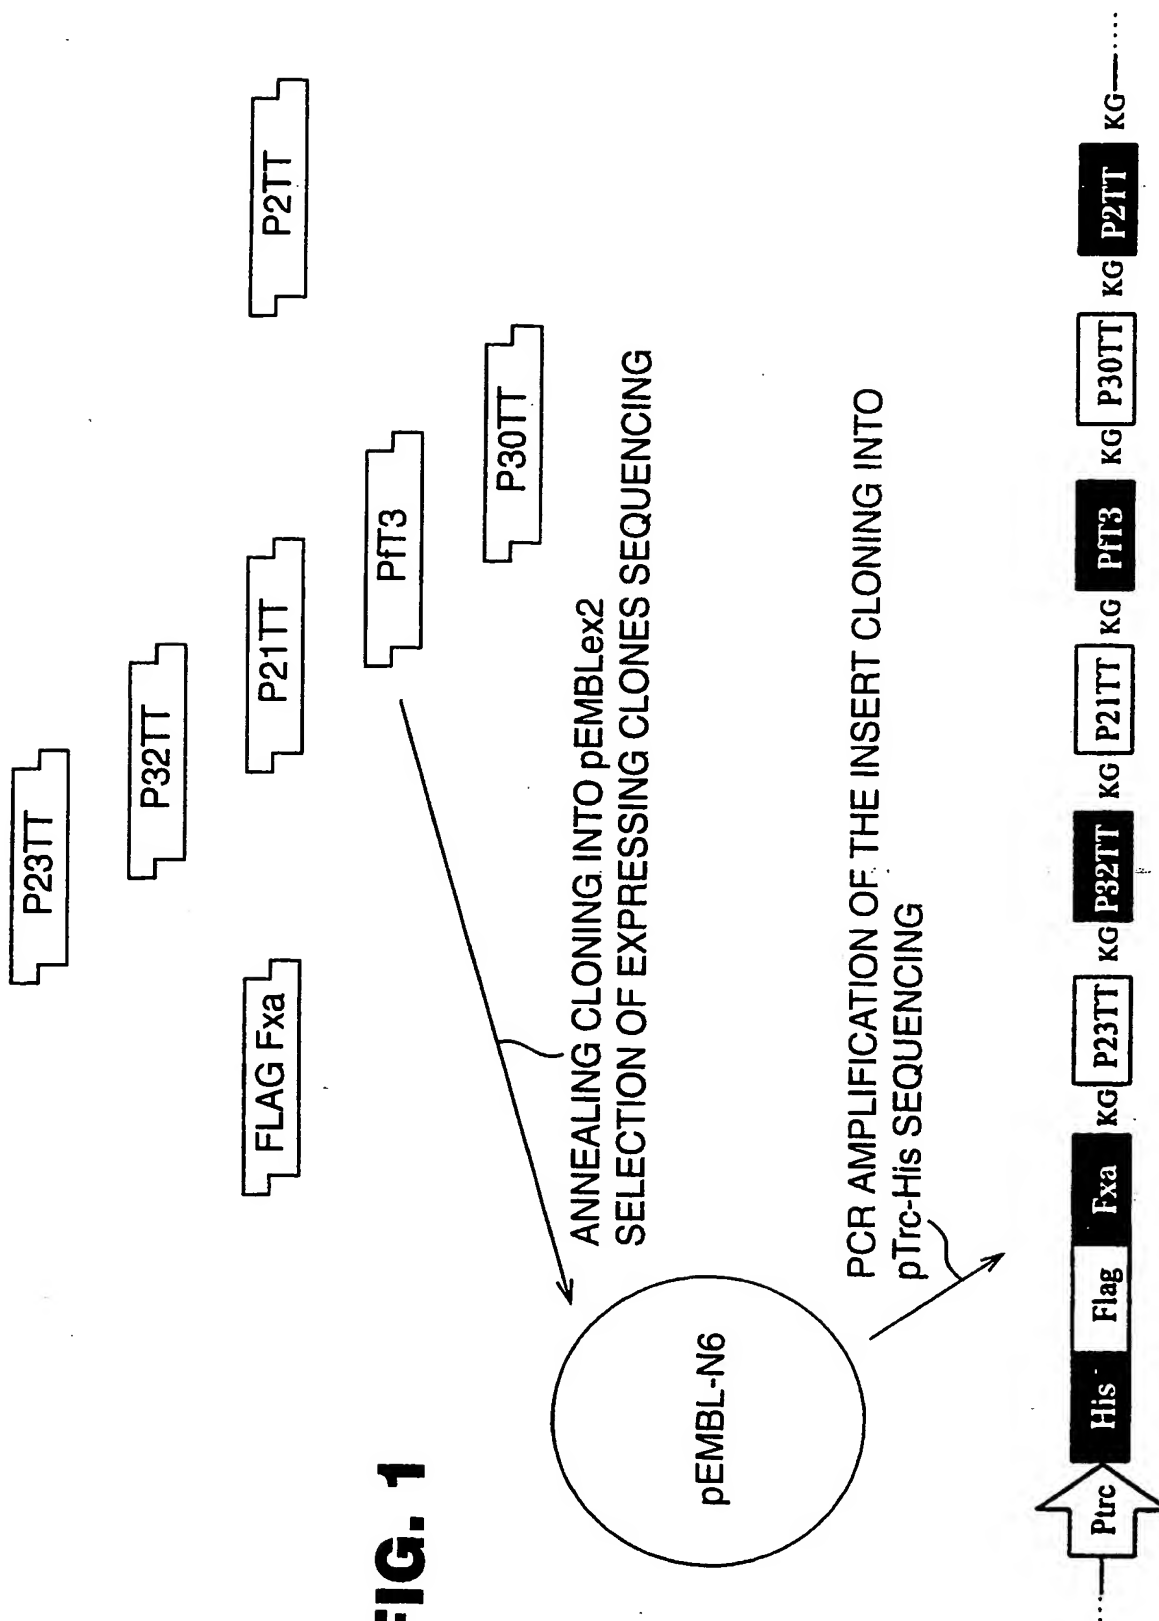 P23TT
P32TT
FLAG Fxa
P21TT
P2TT
PfT3
P30TT
FIG. 1
ANNEALING CLONING INTO pEMBLex2
SELECTION OF EXPRESSING CLONES SEQUENCING
pEMBL-N6
PCR AMPLIFICATION OF THE INSERT CLONING INTO
pTrc-His SEQUENCING
Ptrc His Flag Fxa KG P23TT KG P32TT KG P21TT KG PfT3 KG P30TT KG P2TT KG